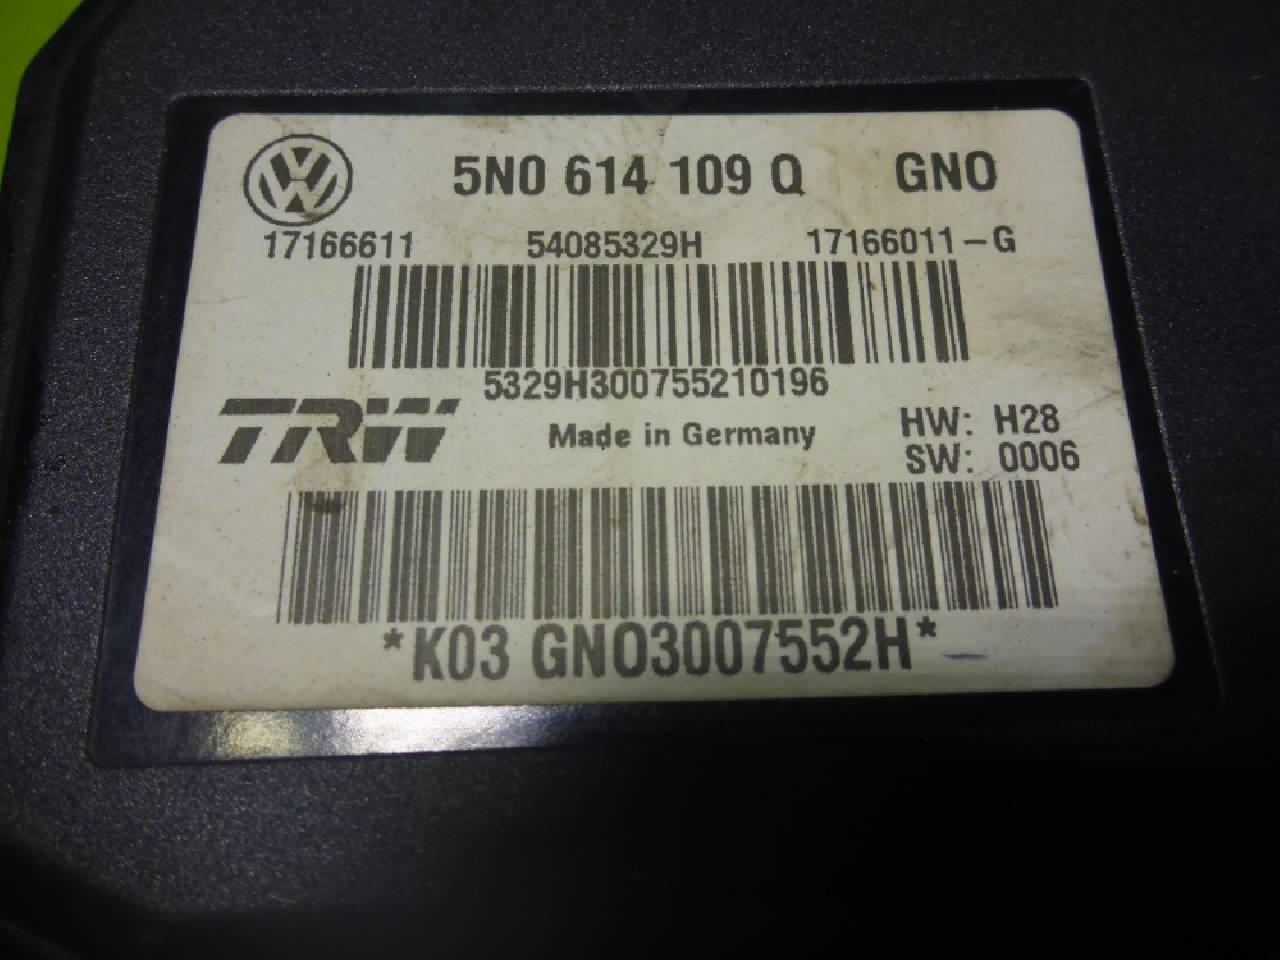 5N0 614 109 Q GNO
17166611 54085329H 17166011-G
5329H300755210196
TRW Made in Germany HW: H28
SW: 0006
*K03 GNO3007552H*